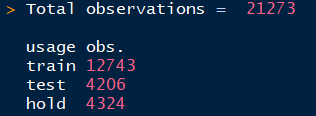 > Total observations =  21273
usage obs.
train 12743
test  4206
hold  4324